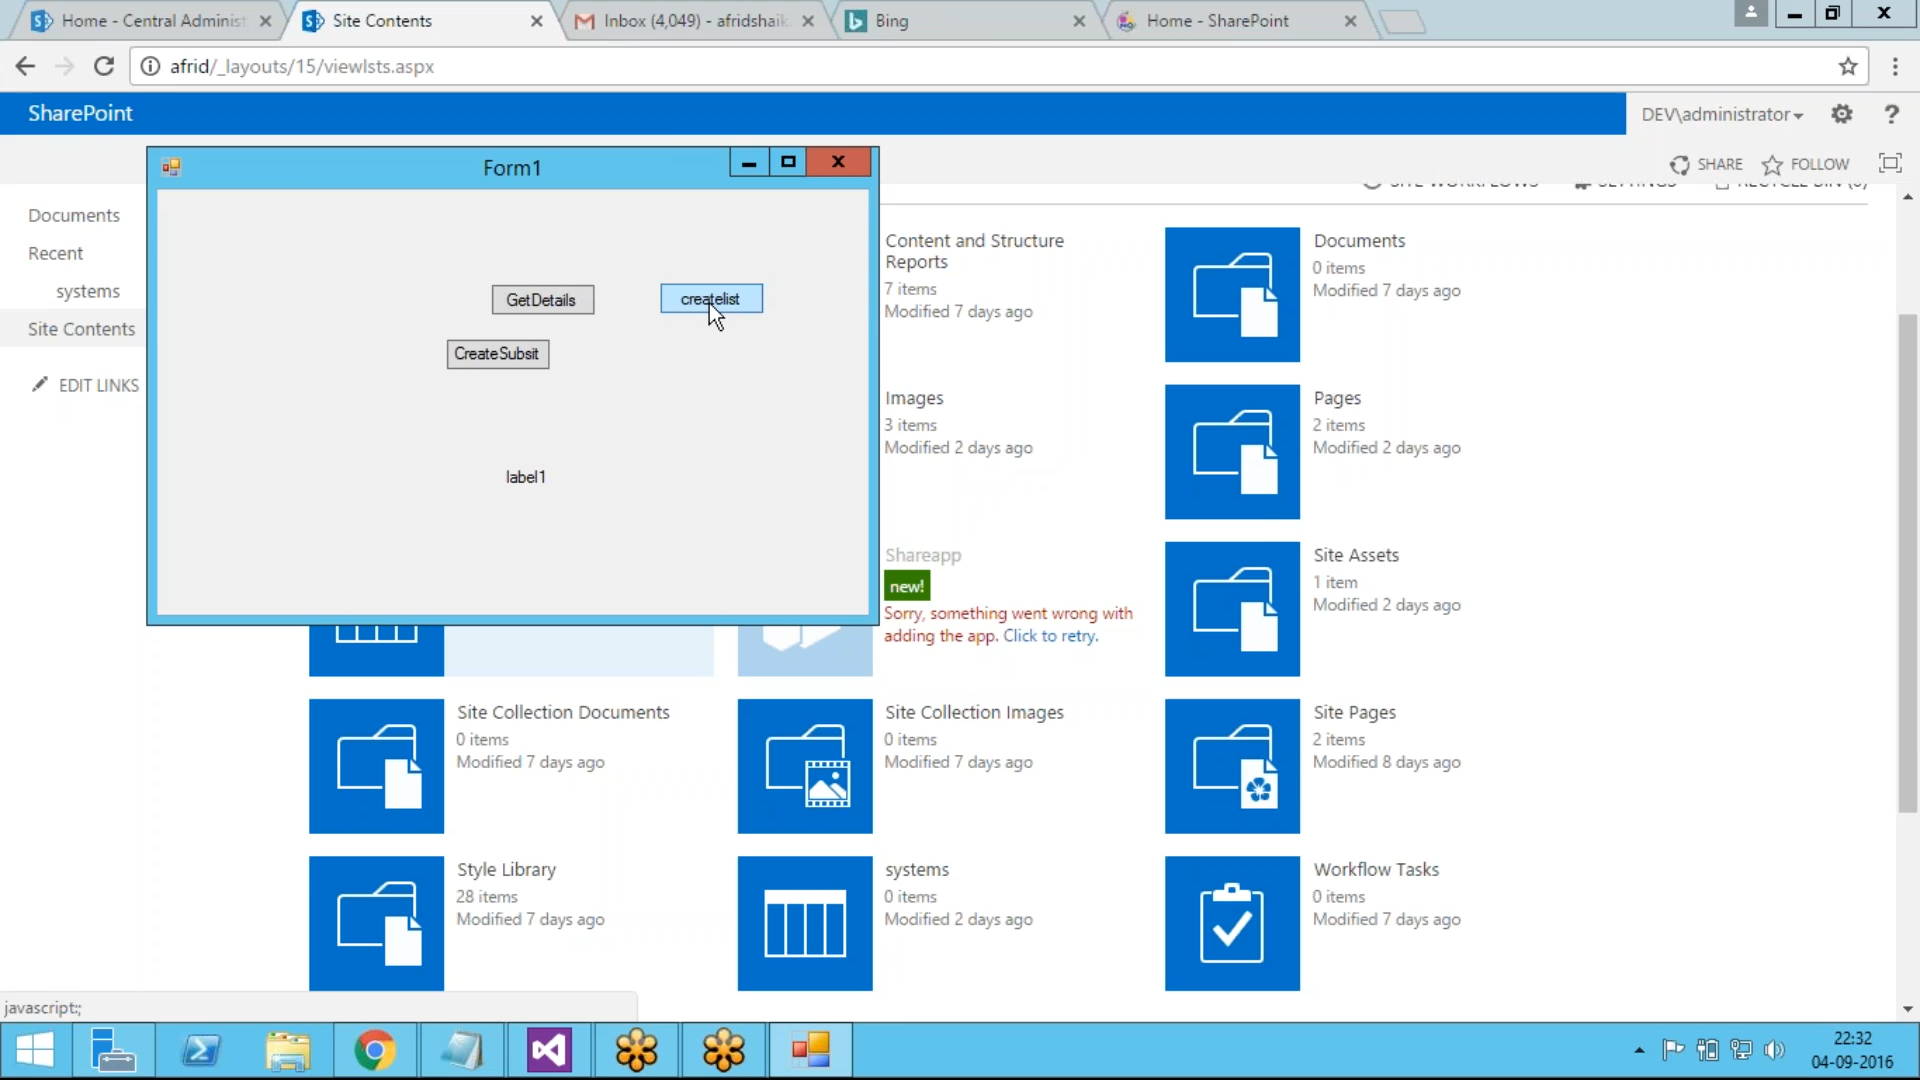 Home - Central Administ
Site Contents
Inbox (4,049) - afridshaik.
Bing
Home - SharePoint
afrid/_layouts/15/viewlsts.aspx
SharePoint
DEV\administrator
?
SHARE
FOLLOW
Form1
SITE WORKFLOWS
SETTINGS
RECYCLE BIN (0)
Documents
Recent
systems
Site Contents
EDIT LINKS
GetDetails
createlist
CreateSubsit
label1
Content and Structure
Reports
7 items
Modified 7 days ago
Documents
0 items
Modified 7 days ago
Images
3 items
Modified 2 days ago
Pages
2 items
Modified 2 days ago
Shareapp
new!
Sorry, something went wrong with
adding the app. Click to retry.
Site Assets
1 item
Modified 2 days ago
Site Collection Documents
0 items
Modified 7 days ago
Site Collection Images
0 items
Modified 7 days ago
Site Pages
2 items
Modified 8 days ago
Style Library
28 items
Modified 7 days ago
systems
0 items
Modified 2 days ago
Workflow Tasks
0 items
Modified 7 days ago
javascript:;
22:32
04-09-2016